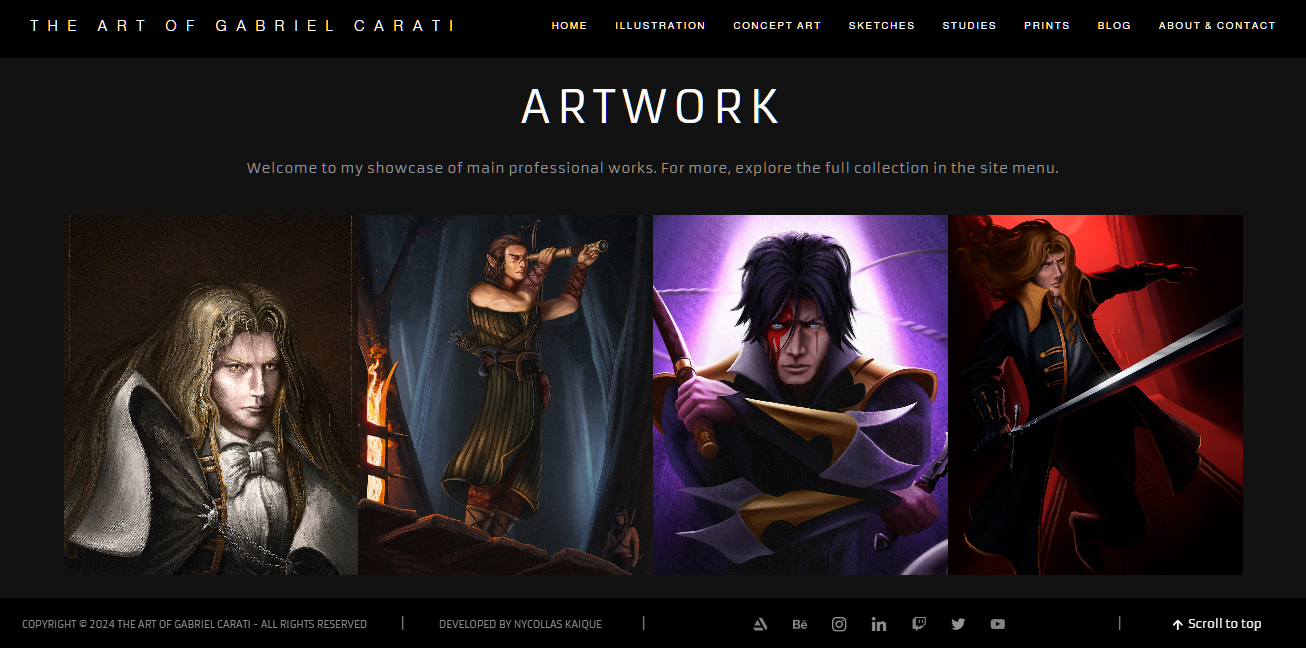 THE ART OF GABRIEL CARATI
HOME ILLUSTRATION CONCEPT ART SKETCHES STUDIES PRINTS BLOG ABOUT & CONTACT
ARTWORK
Welcome to my showcase of main professional works. For more, explore the full collection in the site menu.
COPYRIGHT © 2024 THE ART OF GABRIEL CARATI - ALL RIGHTS RESERVED | DEVELOPED BY NYCOLLAS KAIQUE | Bē | Scroll to top